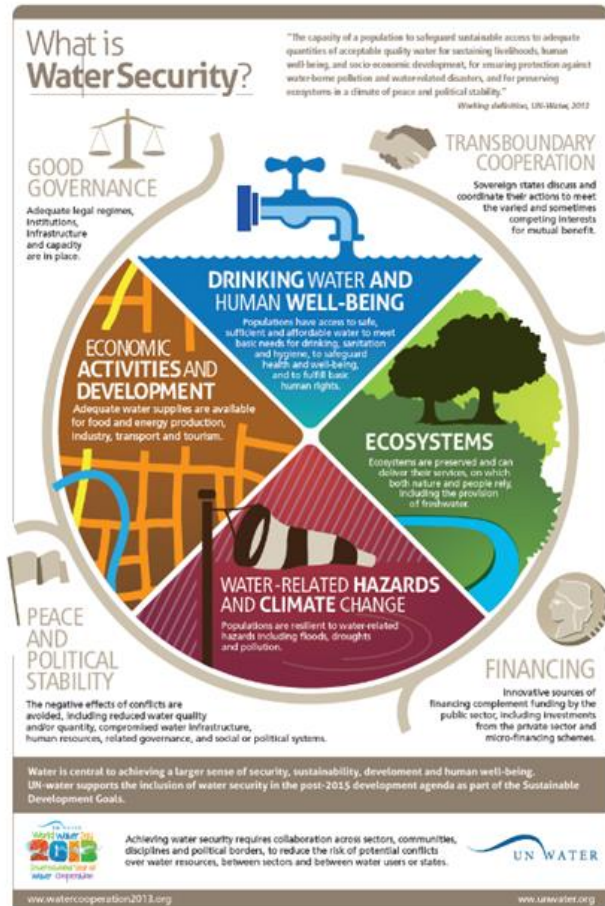 What is
Water Security?
"The capacity of a population to safeguard sustainable access to adequate
quantities of acceptable quality water for sustaining livelihoods, human
well-being, and socio-economic development, for ensuring protection against
water-borne pollution and water-related disasters, and for preserving
ecosystems in a climate of peace and political stability."
Working definition, UN-Water, 2013
GOOD
GOVERNANCE
Adequate legal regimes,
institutions,
infrastructure
and capacity
are in place.
TRANSBOUNDARY
COOPERATION
Sovereign states discuss and
coordinate their actions to meet
the varied and sometimes
competing interests
for mutual benefit.
DRINKING WATER AND
HUMAN WELL-BEING
Populations have access to safe,
sufficient and affordable water to meet
basic needs for drinking, sanitation
and hygiene, to safeguard
health and well-being,
and to fulfill basic
human rights.
ECONOMIC
ACTIVITIES AND
DEVELOPMENT
Adequate water supplies are available
for food and energy production,
industry, transport and tourism.
ECOSYSTEMS
Ecosystems are preserved and can
deliver their services, on which
both nature and people rely,
including the provision
of freshwater.
WATER-RELATED HAZARDS
AND CLIMATE CHANGE
Populations are resilient to water-related
hazards including floods, droughts
and pollution.
PEACE
AND
POLITICAL
STABILITY
The negative effects of conflicts are
avoided, including reduced water quality
and/or quantity, compromised water infrastructure,
human resources, related governance, and social or political systems.
FINANCING
Innovative sources of
financing complement funding by the
public sector, including investments
from the private sector and
micro-financing schemes.
Water is central to achieving a larger sense of security, sustainability, develoment and human well-being.
UN-water supports the inclusion of water security in the post-2015 development agenda as part of the Sustainable
Development Goals.
UN WATER
World Water Day
2013
International Year of
Water Cooperation
Achieving water security requires collaboration across sectors, communities,
disciplines and political borders, to reduce the risk of potential conflicts
over water resources, between sectors and between water users or states.
UN WATER
ww.watercooperation2013.org
ww.unwater.org